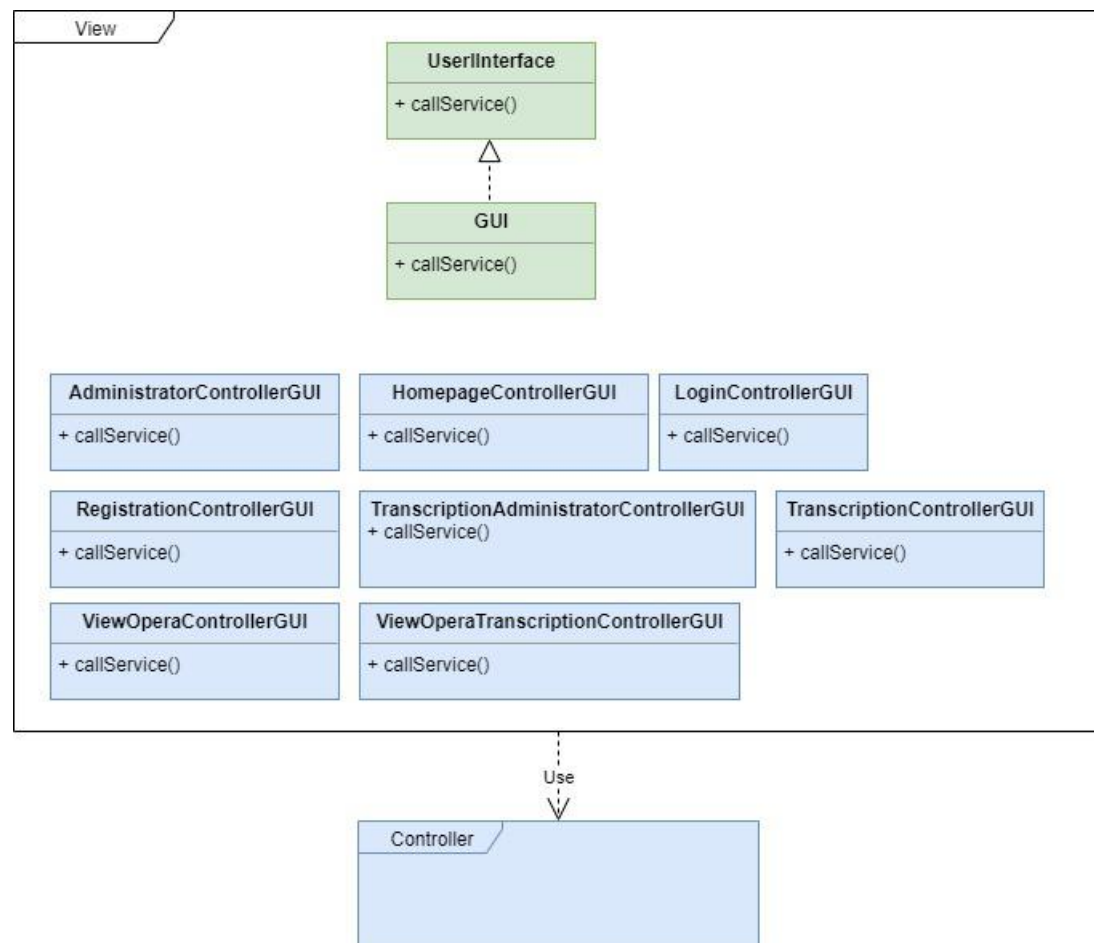 View
UserIInterface
+ callService()
GUI
+ callService()
AdministratorControllerGUI
+ callService()
HomepageControllerGUI
+ callService()
LoginControllerGUI
+ callService()
RegistrationControllerGUI
+ callService()
TranscriptionAdministratorControllerGUI
+ callService()
TranscriptionControllerGUI
+ callService()
ViewOperaControllerGUI
+ callService()
ViewOperaTranscriptionControllerGUI
+ callService()
Use
Controller